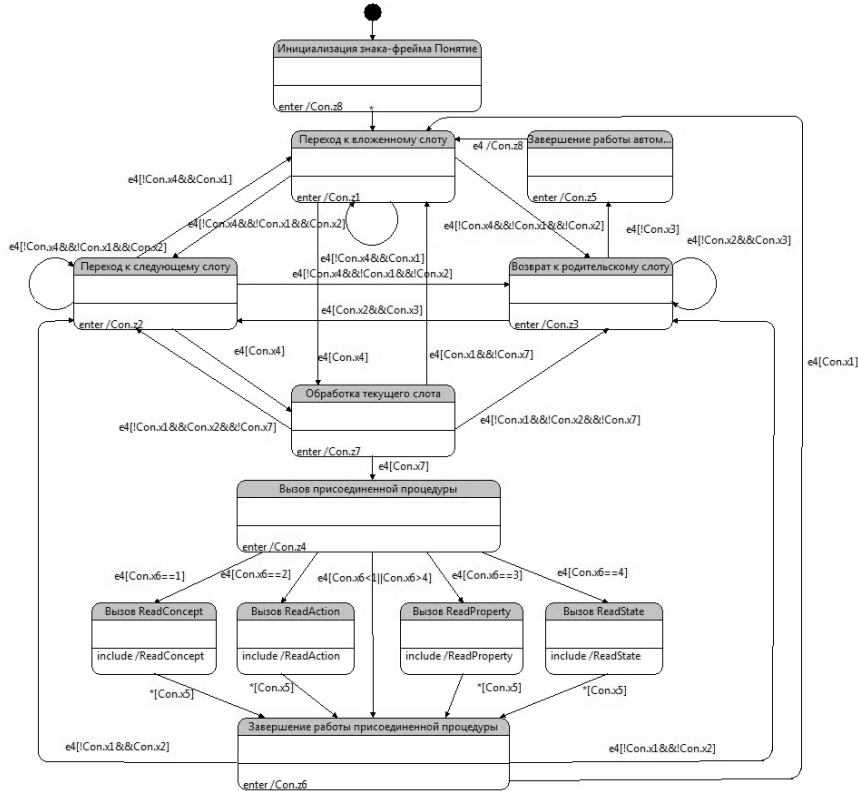 Инициализация знака-фрейма Понятие
enter /Con.z8
*
Переход к вложенному слоту
enter /Con.z1
e4 /Con.z8
Завершение работы автом...
enter /Con.z5
e4[!Con.x4&&Con.x1]
e4[!Con.x4&&!Con.x1&&Con.x2]
e4[!Con.x4&&!Con.x1&&!Con.x2]
e4[!Con.x3]
e4[!Con.x4&&!Con.x1&&Con.x2]
e4[!Con.x4&&Con.x1]
e4[!Con.x2&&Con.x3]
Переход к следующему слоту
enter /Con.z2
e4[!Con.x4&&!Con.x1&&!Con.x2]
Возврат к родительскому слоту
enter /Con.z3
e4[Con.x2&&Con.x3]
e4[Con.x4]
e4[Con.x4]
e4[Con.x1&&!Con.x7]
e4[Con.x1]
Обработка текущего слота
enter /Con.z7
e4[!Con.x1&&Con.x2&&!Con.x7]
e4[!Con.x1&&!Con.x2&&!Con.x7]
e4[Con.x7]
Вызов присоединенной процедуры
enter /Con.z4
e4[Con.x6==1]
e4[Con.x6==2]
e4[Con.x6<1||Con.x6>4]
e4[Con.x6==3]
e4[Con.x6==4]
Вызов ReadConcept
include /ReadConcept
Вызов ReadAction
include /ReadAction
Вызов ReadProperty
include /ReadProperty
Вызов ReadState
include /ReadState
*[Con.x5]
*[Con.x5]
*[Con.x5]
*[Con.x5]
Завершение работы присоединенной процедуры
enter /Con.z6
e4[!Con.x1&&Con.x2]
e4[!Con.x1&&!Con.x2]